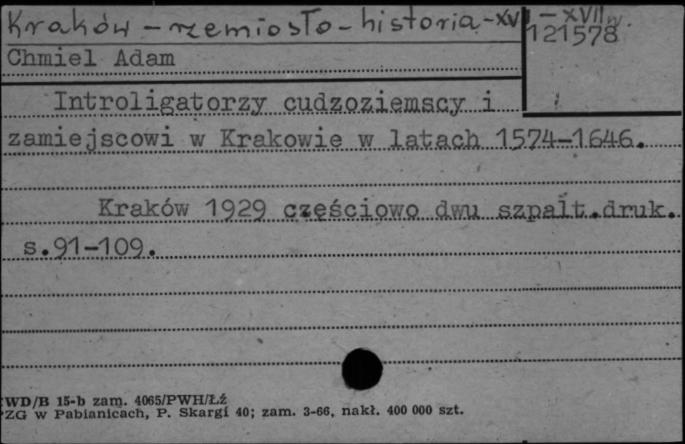 Kraków - rzemiosło - historia - XVI - XVII w.
121578
Chmiel Adam
Introligatorzy cudzoziemscy i
zamiejscowi w Krakowie w latach 1574-1646.
Kraków 1929 częściowo dwu szpalt.druk.
s.91-109.
WD/B 15-b zam. 4065/PWH/Łź
PZG w Pabianicach, P. Skargi 40; zam. 3-66, nakł. 400 000 szt.